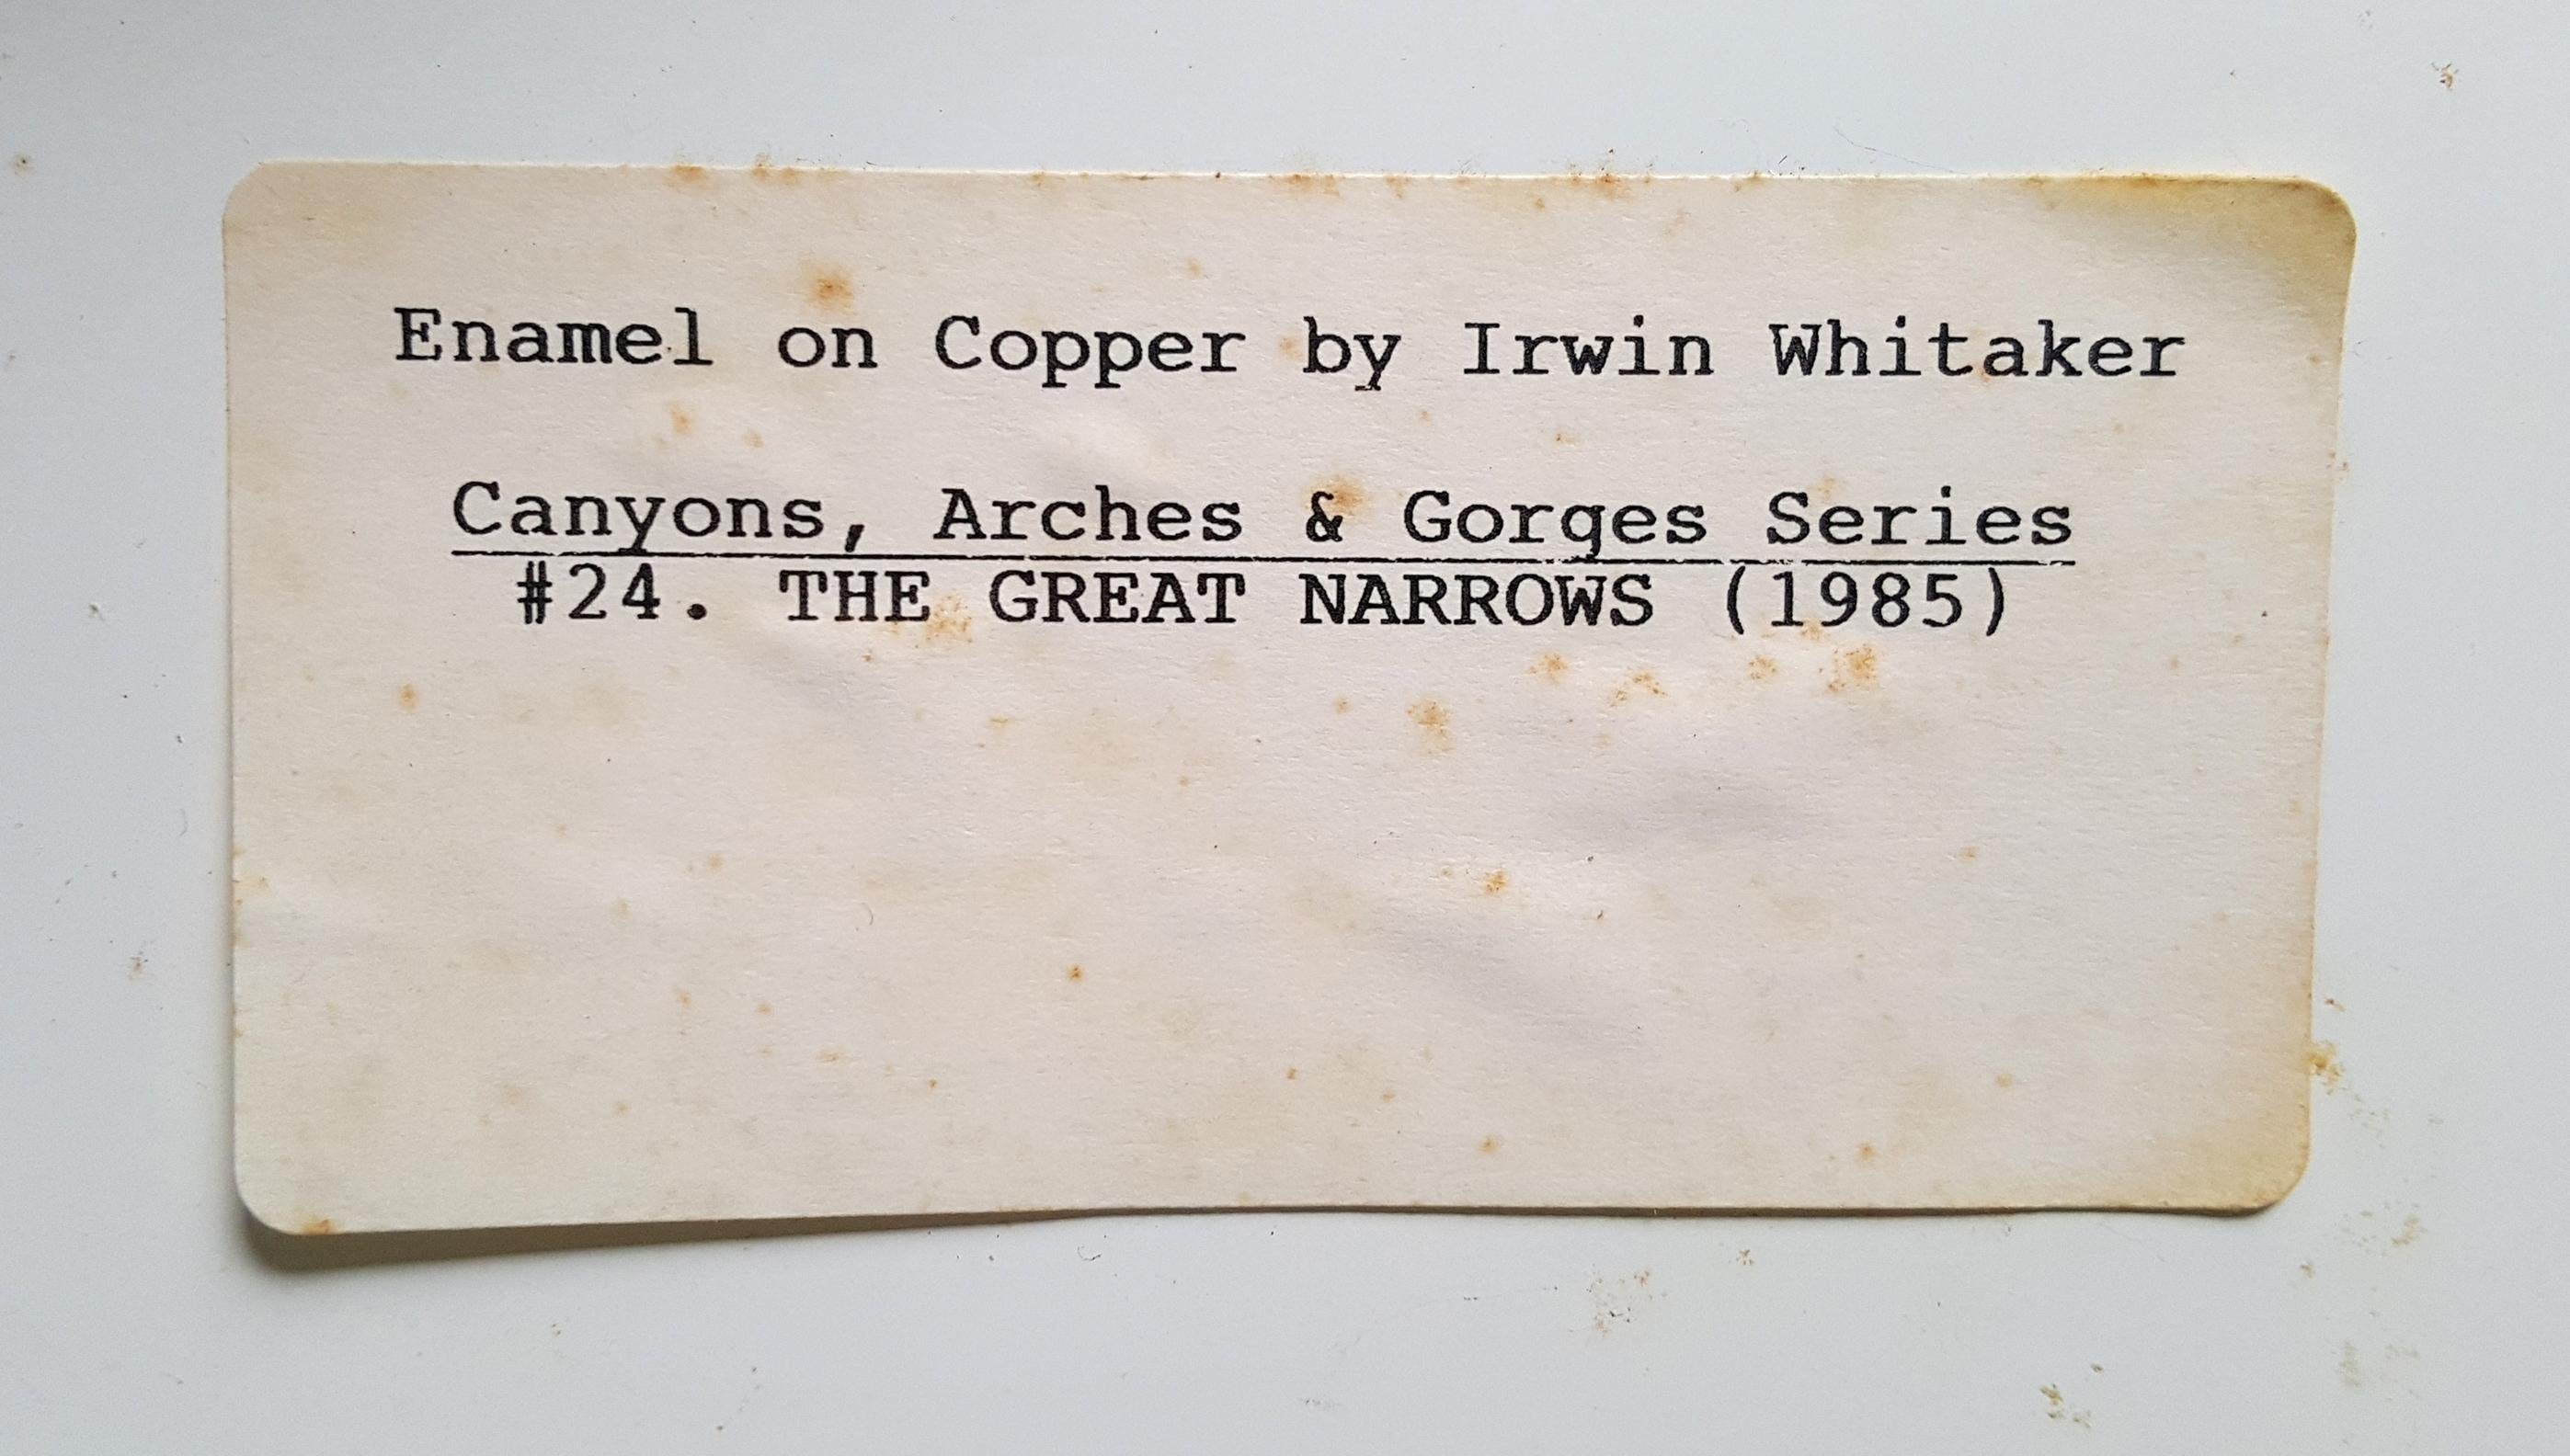 Enamel on Copper by Irwin Whitaker
Canyons, Arches & Gorges Series
#24. THE GREAT NARROWS (1985)